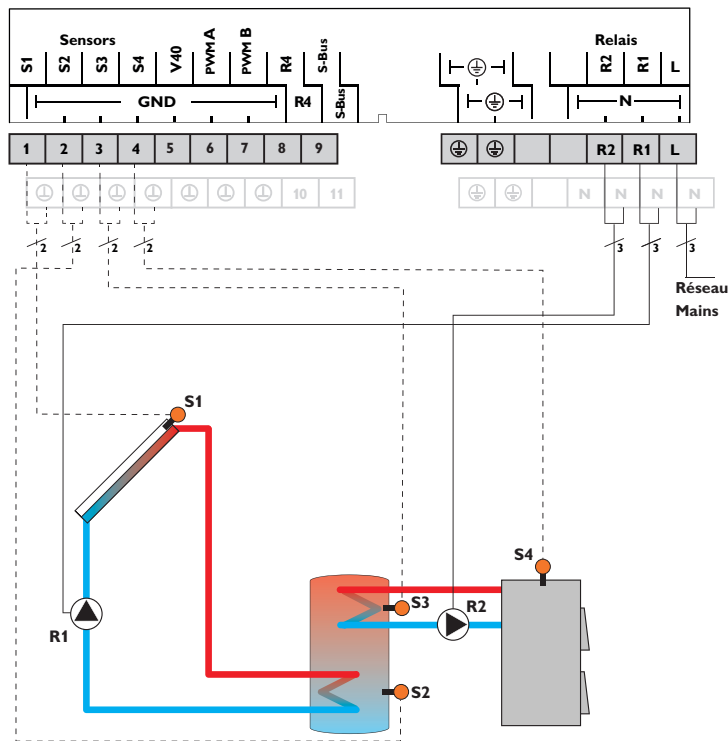 Sensors
Relais
S1 S2 S3 S4 V40 PWM A PWM B R4 S-Bus
R2 R1 L
GND R4 S-Bus
N
1 2 3 4 5 6 7 8 9
R2 R1 L
10 11
N N N
2 2 2 2
3 3 3
Réseau
Mains
S1
S4
S3
R2
R1
S2